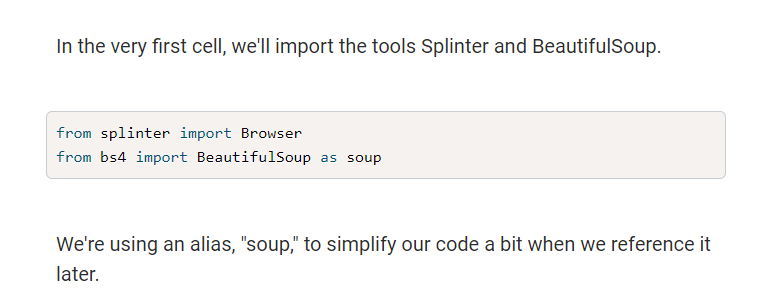 In the very first cell, we'll import the tools Splinter and BeautifulSoup.
from splinter import Browser
from bs4 import BeautifulSoup as soup
We're using an alias, "soup," to simplify our code a bit when we reference it
later.